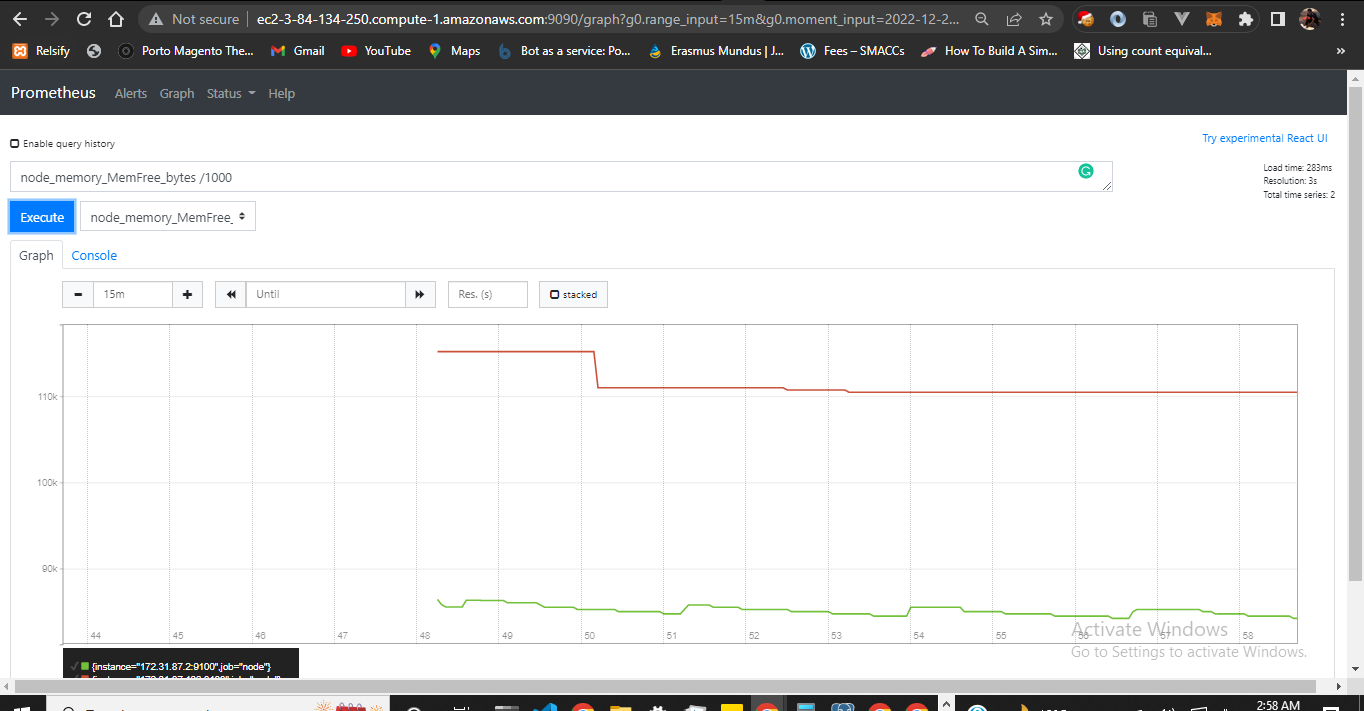 Not secure ec2-3-84-134-250.compute-1.amazonaws.com:9090/graph?g0.range_input=15m&g0.moment_input=2022-12-2...
Relsify Porto Magento The... Gmail YouTube Maps Bot as a service: Po... Erasmus Mundus | J... Fees – SMACCs How To Build A Sim... Using count equival... »
Prometheus Alerts Graph Status Help
Enable query history
Try experimental React UI
node_memory_MemFree_bytes /1000
Load time: 283ms
Resolution: 3s
Total time series: 2
Execute node_memory_MemFree_
Graph Console
15m Until Res. (s) stacked
110k
100k
90k
44 45 46 47 48 49 50 51 52 53 54 55 56 57 58
Activate Windows
Go to Settings to activate Windows.
{instance="172.31.87.2:9100",job="node"}
2:58 AM